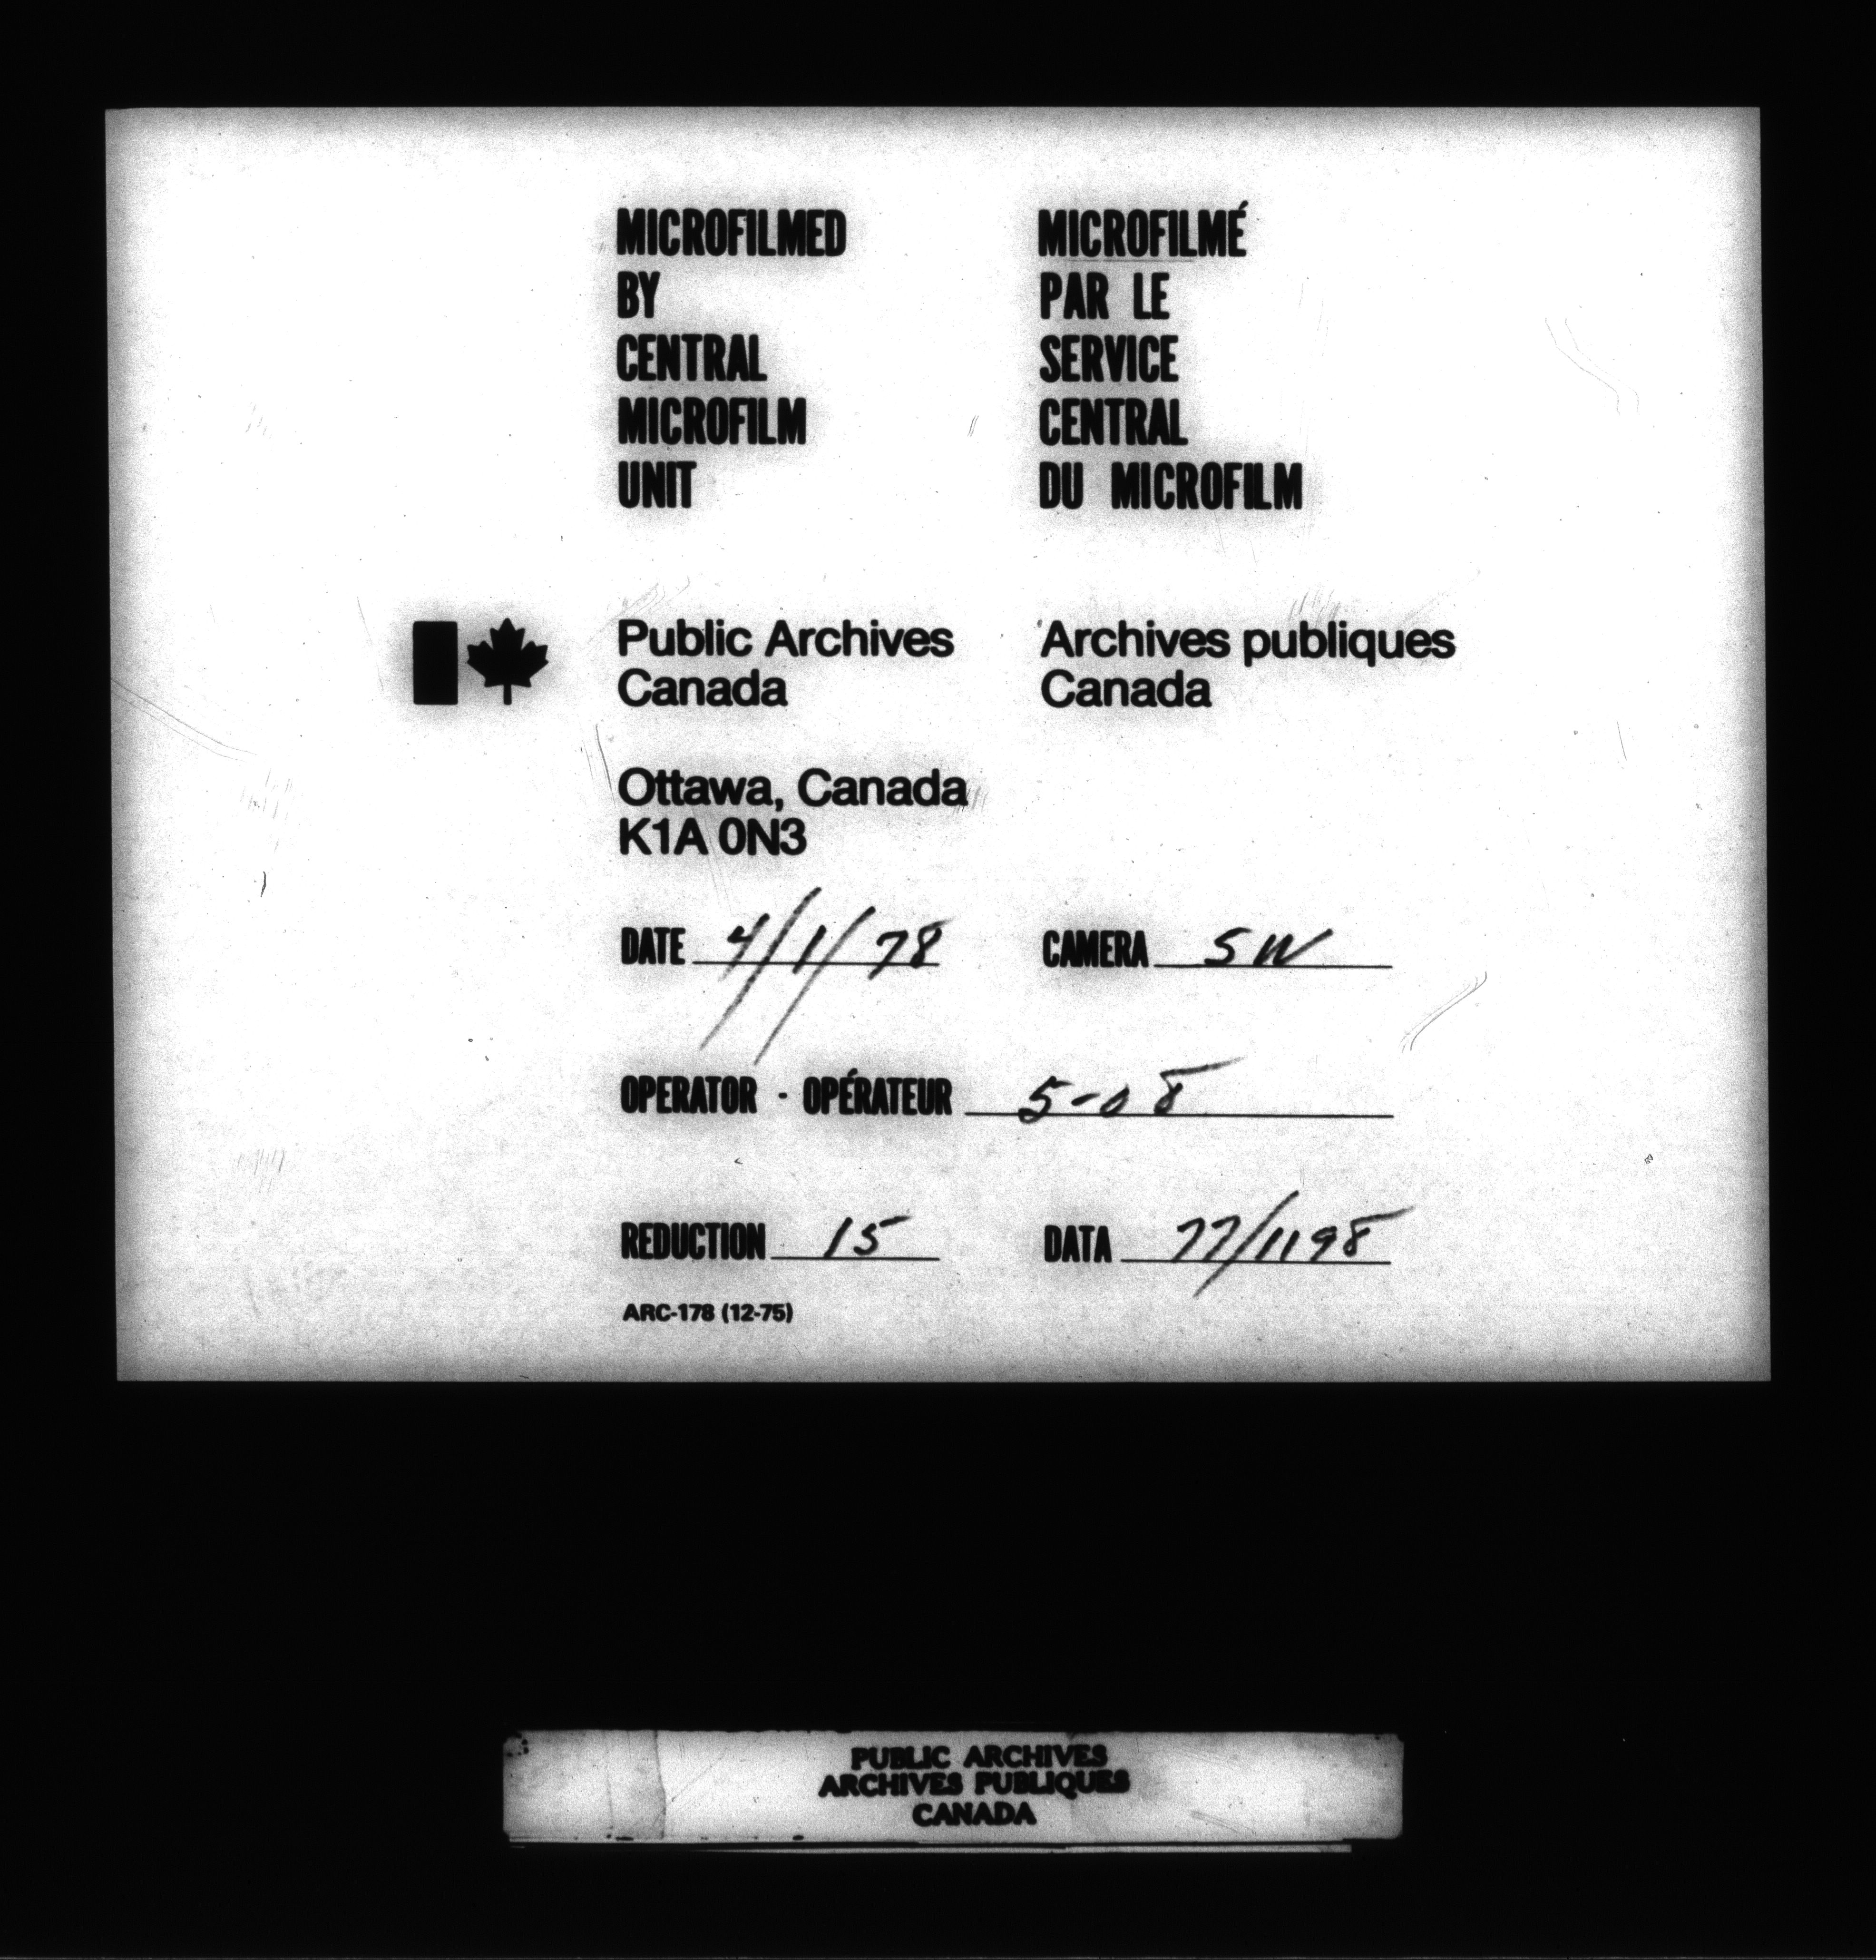 MICROFILMED
BY
CENTRAL
MICROFILM
UNIT
MICROFILMÉ
PAR LE
SERVICE
CENTRAL
DU MICROFILM
Public Archives
Canada
Archives publiques
Canada
Ottawa, Canada
K1A 0N3
DATE 4/1/78
CAMERA SW
OPERATOR - OPÉRATEUR 5-08
REDUCTION 15
DATA 77/1198
ARC-178 (12-75)
PUBLIC ARCHIVES
ARCHIVES PUBLIQUES
CANADA